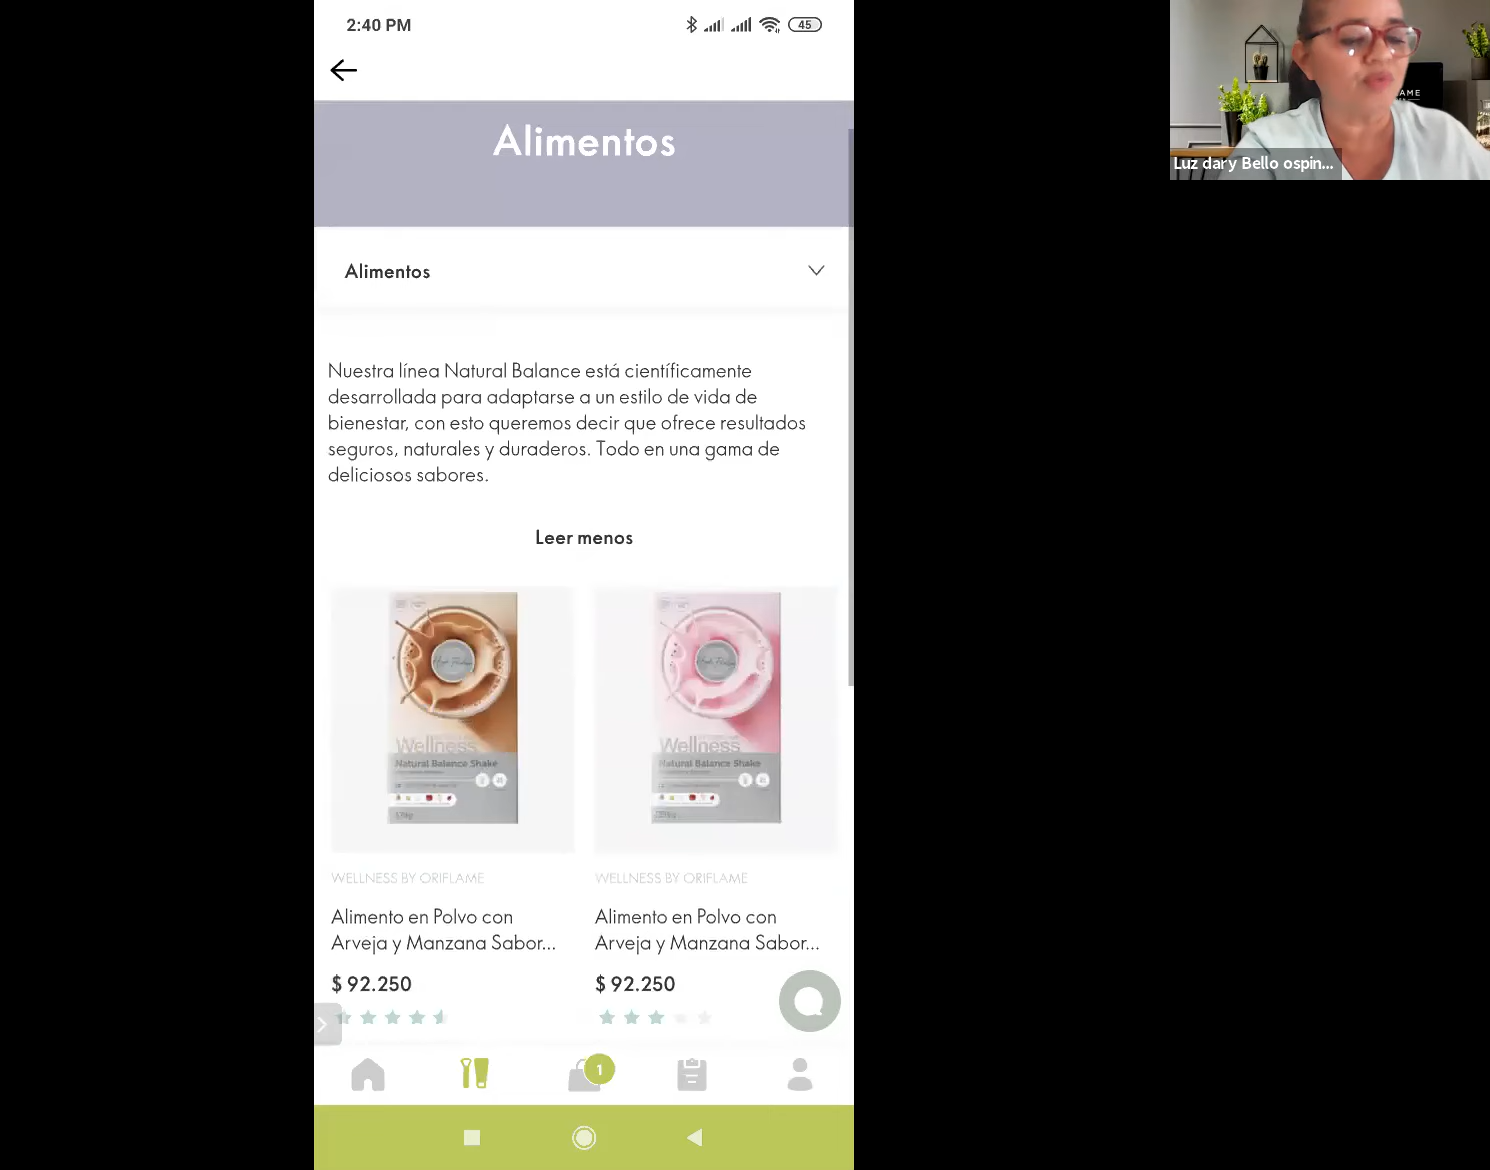 2:40 PM
45
Alimentos
AME
Luz dary Bello ospin...
Alimentos
Nuestra línea Natural Balance está científicamente
desarrollada para adaptarse a un estilo de vida de
bienestar, con esto queremos decir que ofrece resultados
seguros, naturales y duraderos. Todo en una gama de
deliciosos sabores.
Leer menos
Wellness
Natural Balance Shake
Wellness
Natural Balance Shake
WELLNESS BY ORIFLAME
WELLNESS BY ORIFLAME
Alimento en Polvo con
Arveja y Manzana Sabor...
Alimento en Polvo con
Arveja y Manzana Sabor...
$ 92.250
$ 92.250
1